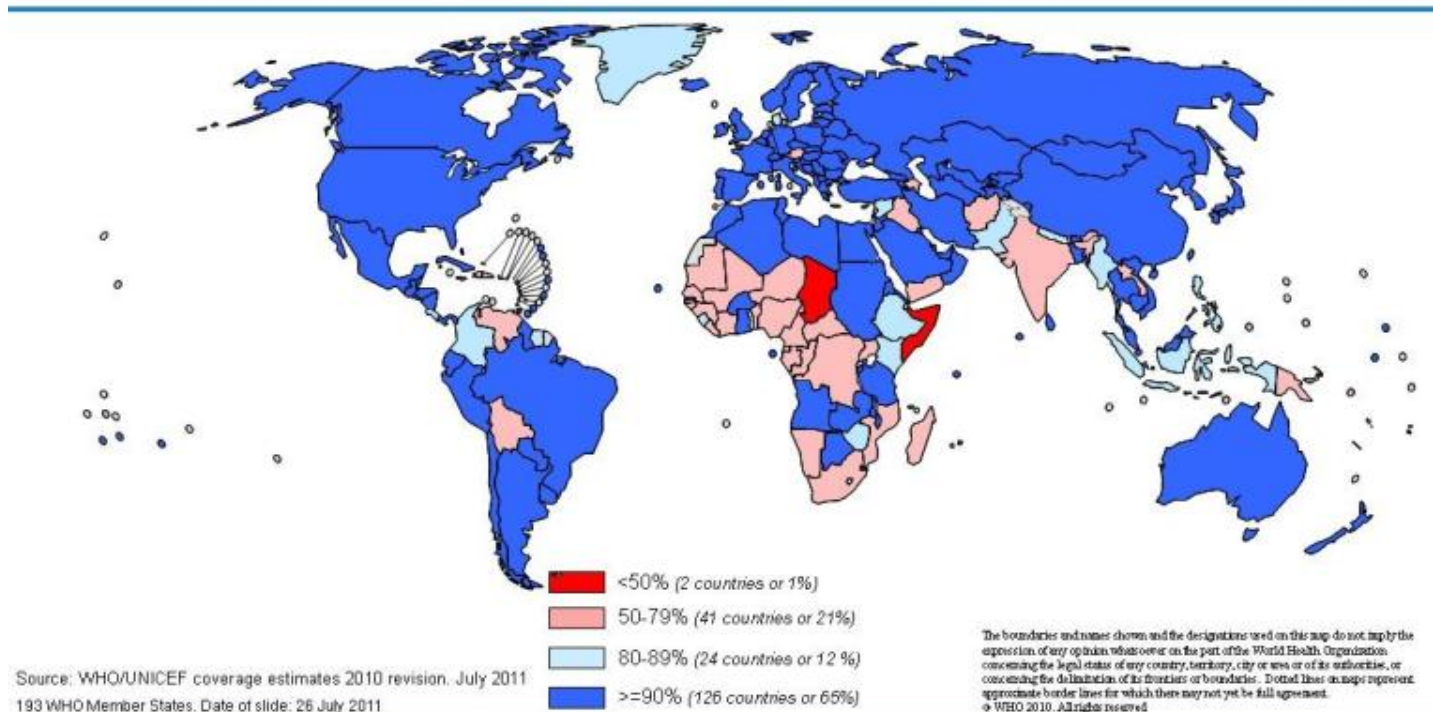 <50% (2 countries or 1%)
50-79% (41 countries or 21%)
80-89% (24 countries or 12 %)
>=90% (126 countries or 65%)
Source: WHO/UNICEF coverage estimates 2010 revision. July 2011
193 WHO Member States. Date of slide: 26 July 2011
The boundaries and names shown and the designations used on this map do not imply the
expression of any opinion whatsoever on the part of the World Health Organization
concerning the legal status of any country, territory, city or area or of its authorities, or
concerning the delimitation of its frontiers or boundaries. Dotted lines on maps represent
approximate border lines for which there may not yet be full agreement.
© WHO 2010. All rights reserved